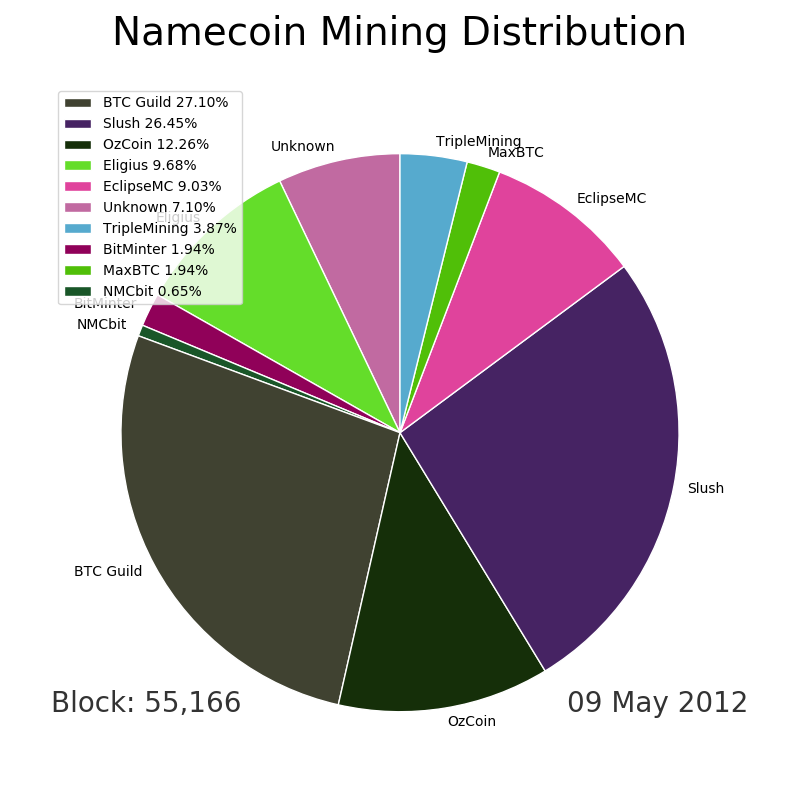 Namecoin Mining Distribution
BTC Guild 27.10%
Slush 26.45%
OzCoin 12.26%
Eligius 9.68%
EclipseMC 9.03%
Unknown 7.10%
TripleMining 3.87%
BitMinter 1.94%
MaxBTC 1.94%
NMCbit 0.65%
Unknown
TripleMining
MaxBTC
EclipseMC
Eligius
BitMinter
NMCbit
Slush
BTC Guild
OzCoin
Block: 55,166
09 May 2012